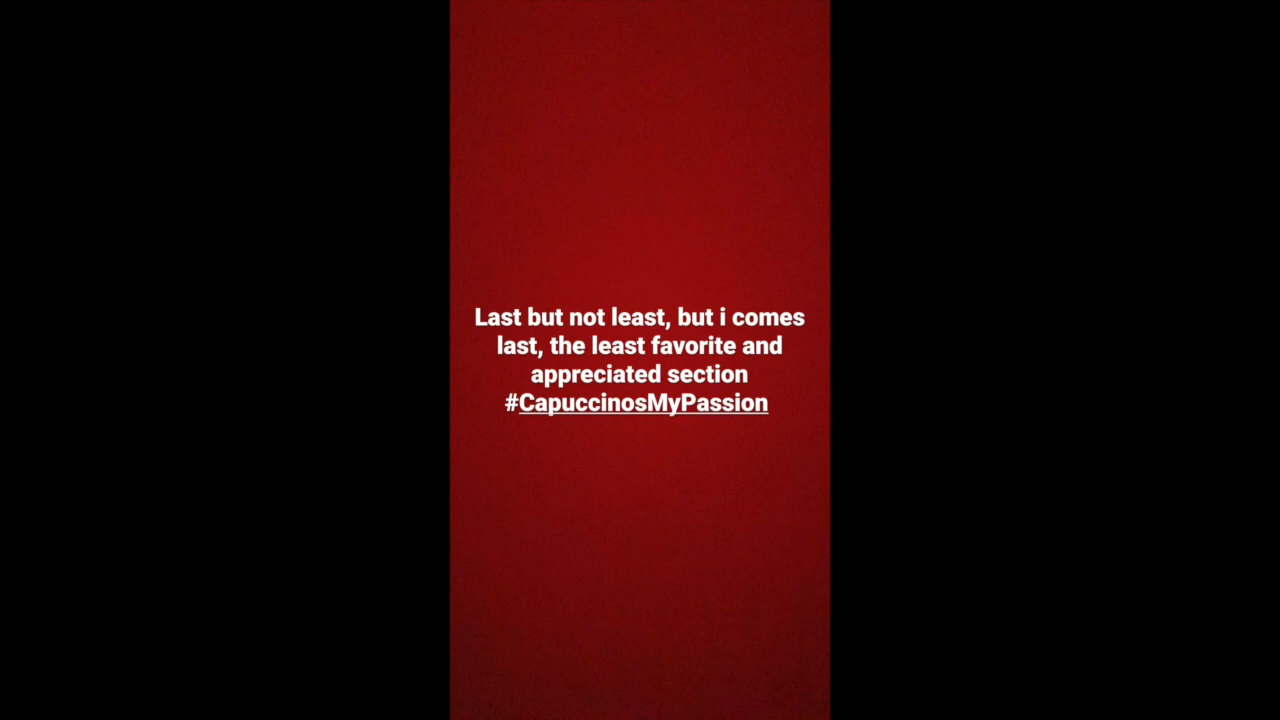 Last but not least, but i comes
last, the least favorite and
appreciated section
#CapuccinosMyPassion